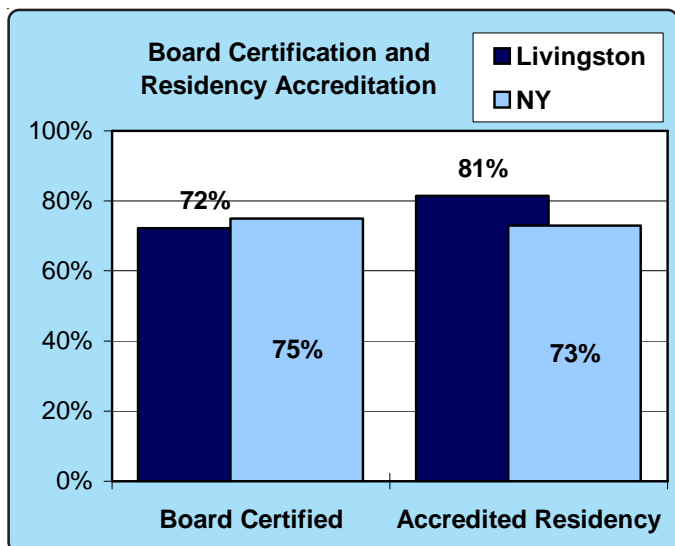 Board Certification and
Residency Accreditation
Livingston
NY
100%
80%
60%
40%
20%
0%
72%
75%
81%
73%
Board Certified
Accredited Residency